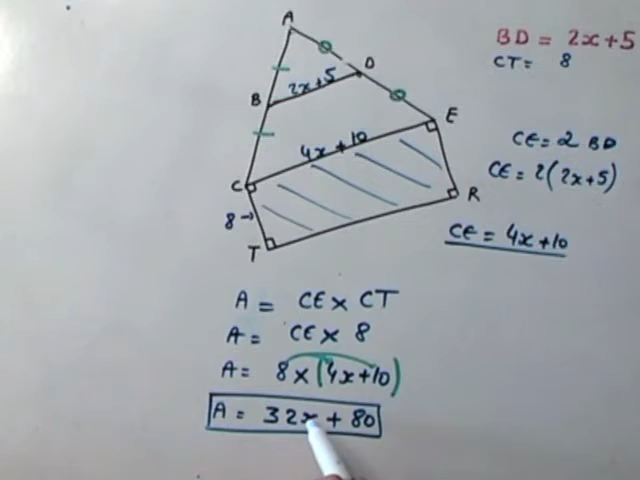 A
BD = 2x+5
CT = 8
D
2x+5
B
E
4x+10
CE = 2 BD
CE = 2(2x+5)
C
R
8→
CE = 4x+10
T
A = CE × CT
A = CE × 8
A = 8×(4x+10)
A = 32x + 80